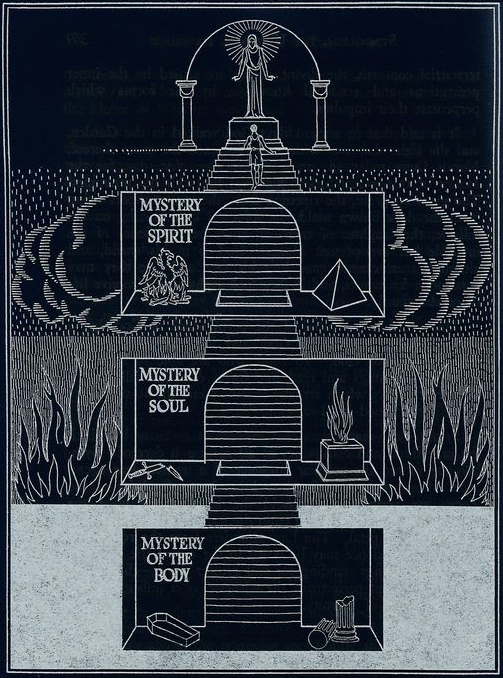 MYSTERY
OF THE
SPIRIT
MYSTERY
OF THE
SOUL
MYSTERY
OF THE
BODY